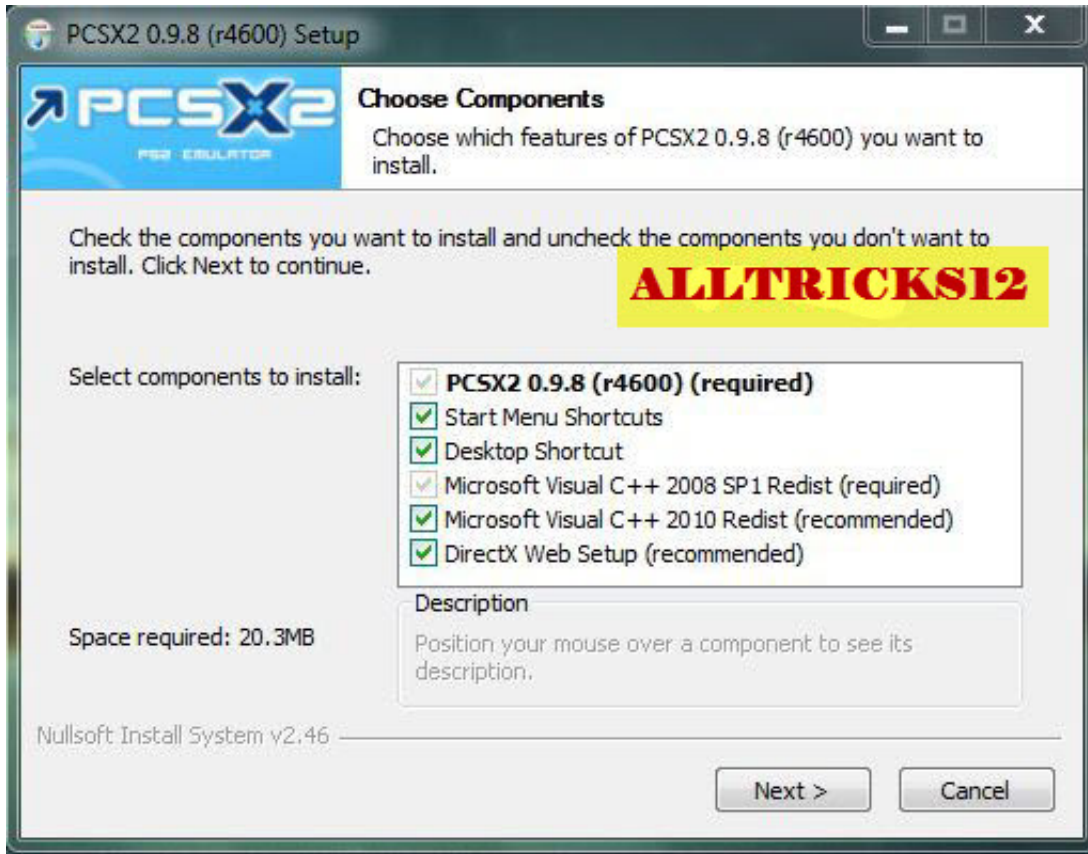 PCSX2 0.9.8 (r4600) Setup
PCSX2
PS2 EMULATOR
Choose Components
Choose which features of PCSX2 0.9.8 (r4600) you want to
install.
Check the components you want to install and uncheck the components you don't want to
install. Click Next to continue.
ALLTRICKS12
Select components to install:
PCSX2 0.9.8 (r4600) (required)
Start Menu Shortcuts
Desktop Shortcut
Microsoft Visual C++ 2008 SP1 Redist (required)
Microsoft Visual C++ 2010 Redist (recommended)
DirectX Web Setup (recommended)
Space required: 20.3MB
Description
Position your mouse over a component to see its
description.
Nullsoft Install System v2.46
Next >
Cancel